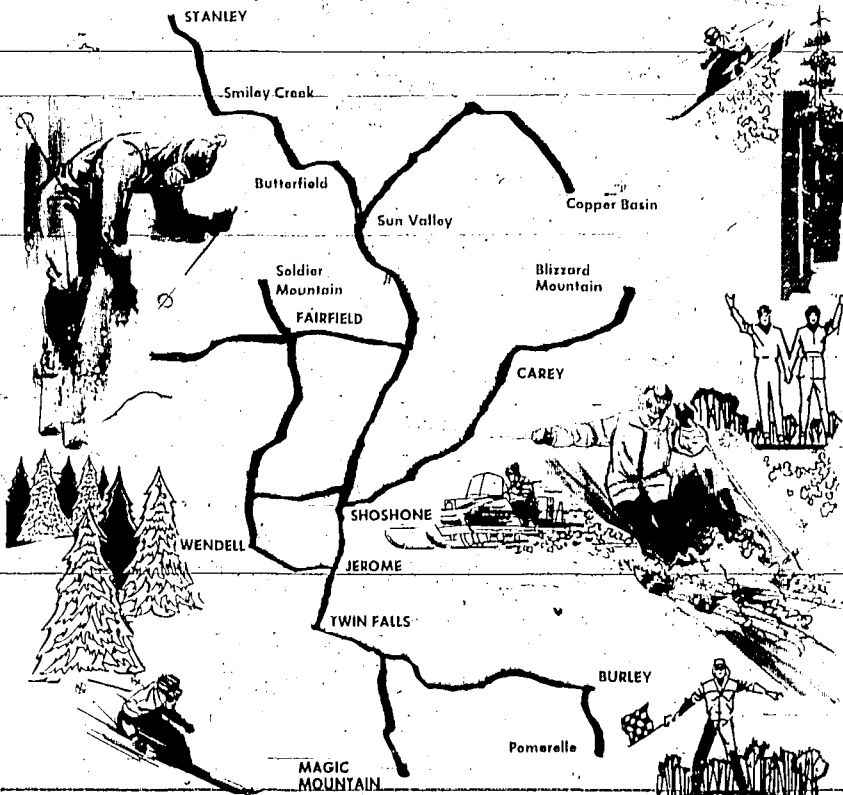 STANLEY
Smiley Creek
Butterfield
Copper Basin
Sun Valley
Soldier
Mountain
Blizzard
Mountain
FAIRFIELD
CAREY
SHOSHONE
WENDELL
JEROME
TWIN FALLS
BURLEY
Pomerelle
MAGIC
MOUNTAIN